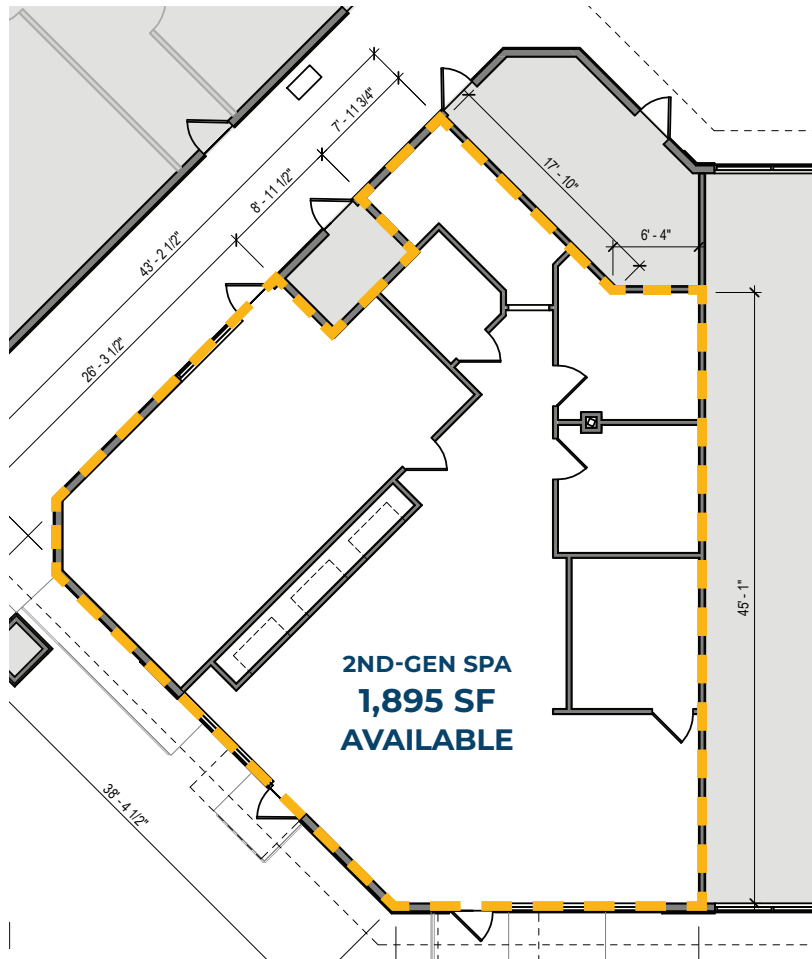 7' - 11 3/4"
8' - 11 1/2"
43' - 2 1/2"
26' - 3 1/2"
17' - 10"
6' - 4"
45' - 1"
2ND-GEN SPA
1,895 SF
AVAILABLE
38' - 4 1/2"